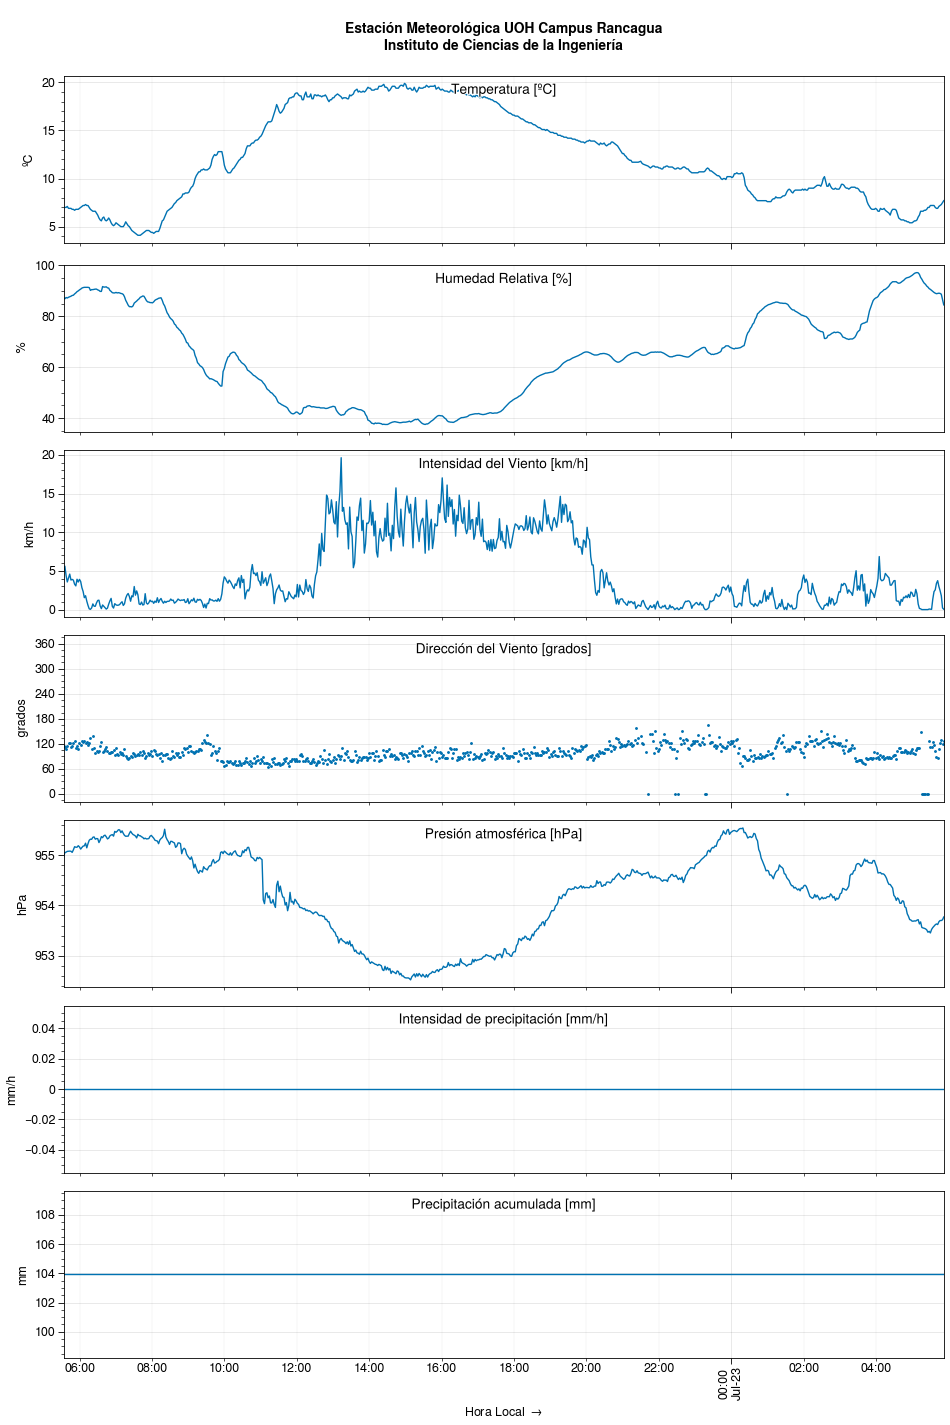 Estación Meteorológica UOH Campus Rancagua
Instituto de Ciencias de la Ingeniería
Temperatura [ºC]
ºC
20
15
10
5
Humedad Relativa [%]
%
100
80
60
40
Intensidad del Viento [km/h]
km/h
20
15
10
5
0
Dirección del Viento [grados]
grados
360
300
240
180
120
60
0
Presión atmosférica [hPa]
hPa
955
954
953
Intensidad de precipitación [mm/h]
mm/h
0.04
0.02
0
−0.02
−0.04
Precipitación acumulada [mm]
mm
108
106
104
102
100
06:00 08:00 10:00 12:00 14:00 16:00 18:00 20:00 22:00 00:00 02:00 04:00
Jul-23
Hora Local →